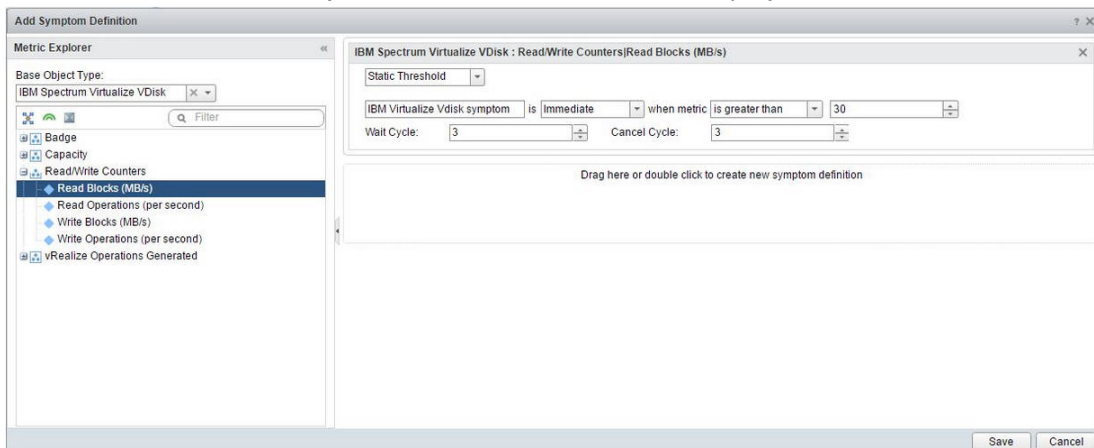 Add Symptom Definition
Metric Explorer
Base Object Type:
IBM Spectrum Virtualize VDisk
Filter
Badge
Capacity
Read/Write Counters
Read Blocks (MB/s)
Read Operations (per second)
Write Blocks (MB/s)
Write Operations (per second)
vRealize Operations Generated
IBM Spectrum Virtualize VDisk : Read/Write Counters|Read Blocks (MB/s)
Static Threshold
IBM Virtualize Vdisk symptom is Immediate when metric is greater than 30
Wait Cycle: 3 Cancel Cycle: 3
Drag here or double click to create new symptom definition
Save Cancel